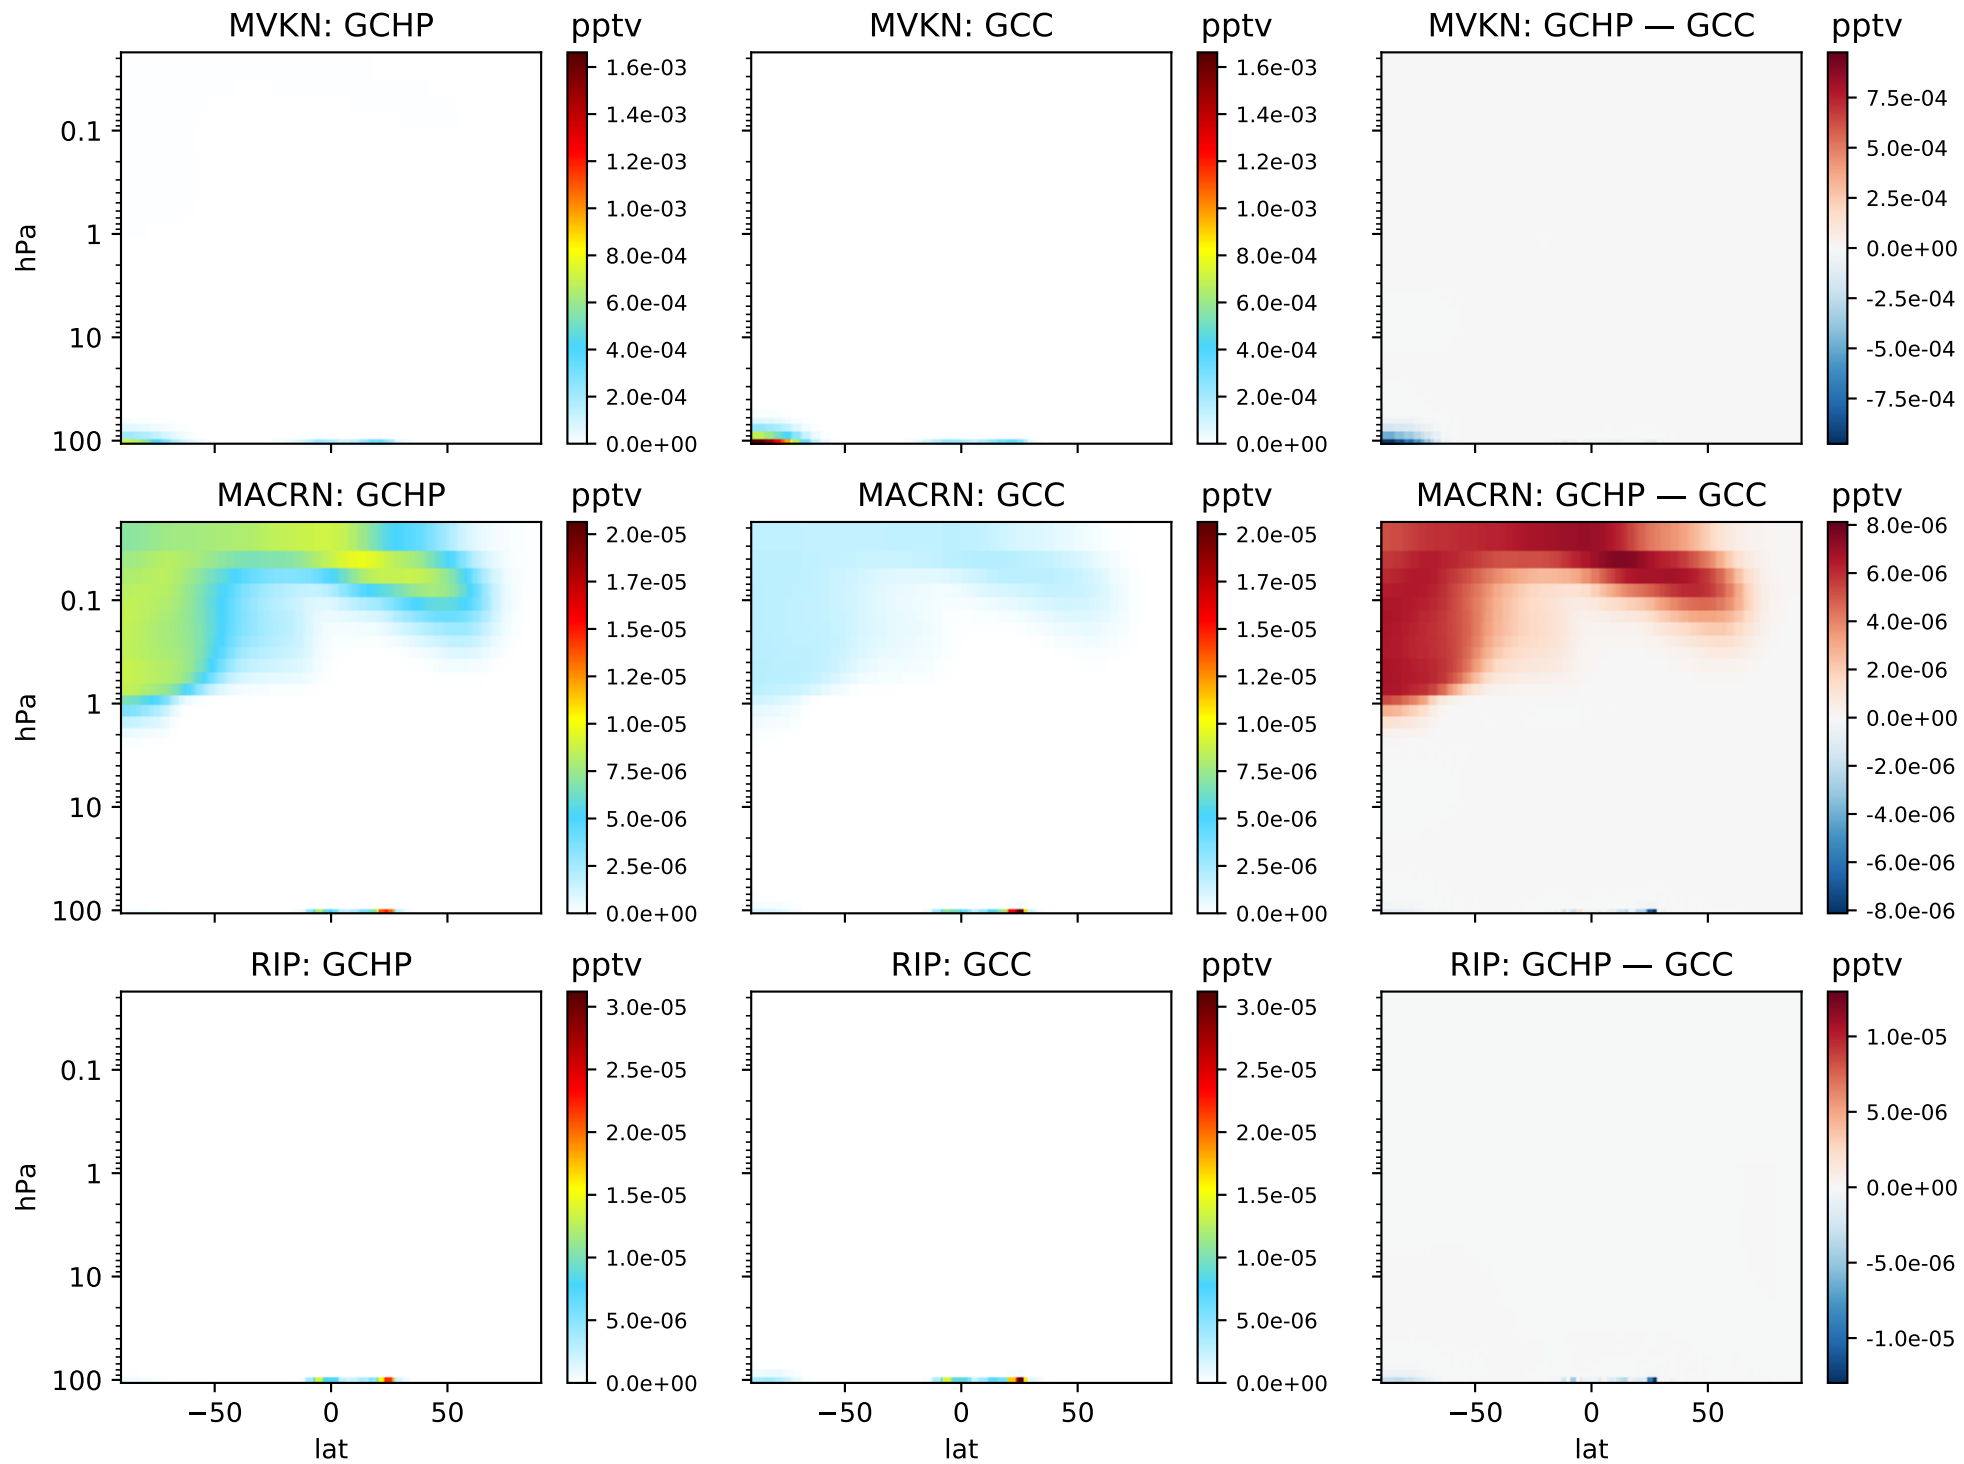 MVKN: GCHP pptv MVKN: GCC pptv MVKN: GCHP — GCC pptv
hPa
0.1
1
10
100
1.6e-03
1.4e-03
1.2e-03
1.0e-03
8.0e-04
6.0e-04
4.0e-04
2.0e-04
0.0e+00
1.6e-03
1.4e-03
1.2e-03
1.0e-03
8.0e-04
6.0e-04
4.0e-04
2.0e-04
0.0e+00
7.5e-04
5.0e-04
2.5e-04
0.0e+00
-2.5e-04
-5.0e-04
-7.5e-04
MACRN: GCHP pptv MACRN: GCC pptv MACRN: GCHP — GCC pptv
hPa
0.1
1
10
100
2.0e-05
1.7e-05
1.5e-05
1.2e-05
1.0e-05
7.5e-06
5.0e-06
2.5e-06
0.0e+00
2.0e-05
1.7e-05
1.5e-05
1.2e-05
1.0e-05
7.5e-06
5.0e-06
2.5e-06
0.0e+00
8.0e-06
6.0e-06
4.0e-06
2.0e-06
0.0e+00
-2.0e-06
-4.0e-06
-6.0e-06
-8.0e-06
RIP: GCHP pptv RIP: GCC pptv RIP: GCHP — GCC pptv
hPa
0.1
1
10
100
3.0e-05
2.5e-05
2.0e-05
1.5e-05
1.0e-05
5.0e-06
0.0e+00
3.0e-05
2.5e-05
2.0e-05
1.5e-05
1.0e-05
5.0e-06
0.0e+00
1.0e-05
5.0e-06
0.0e+00
-5.0e-06
-1.0e-05
−50 0 50 −50 0 50 −50 0 50
lat lat lat